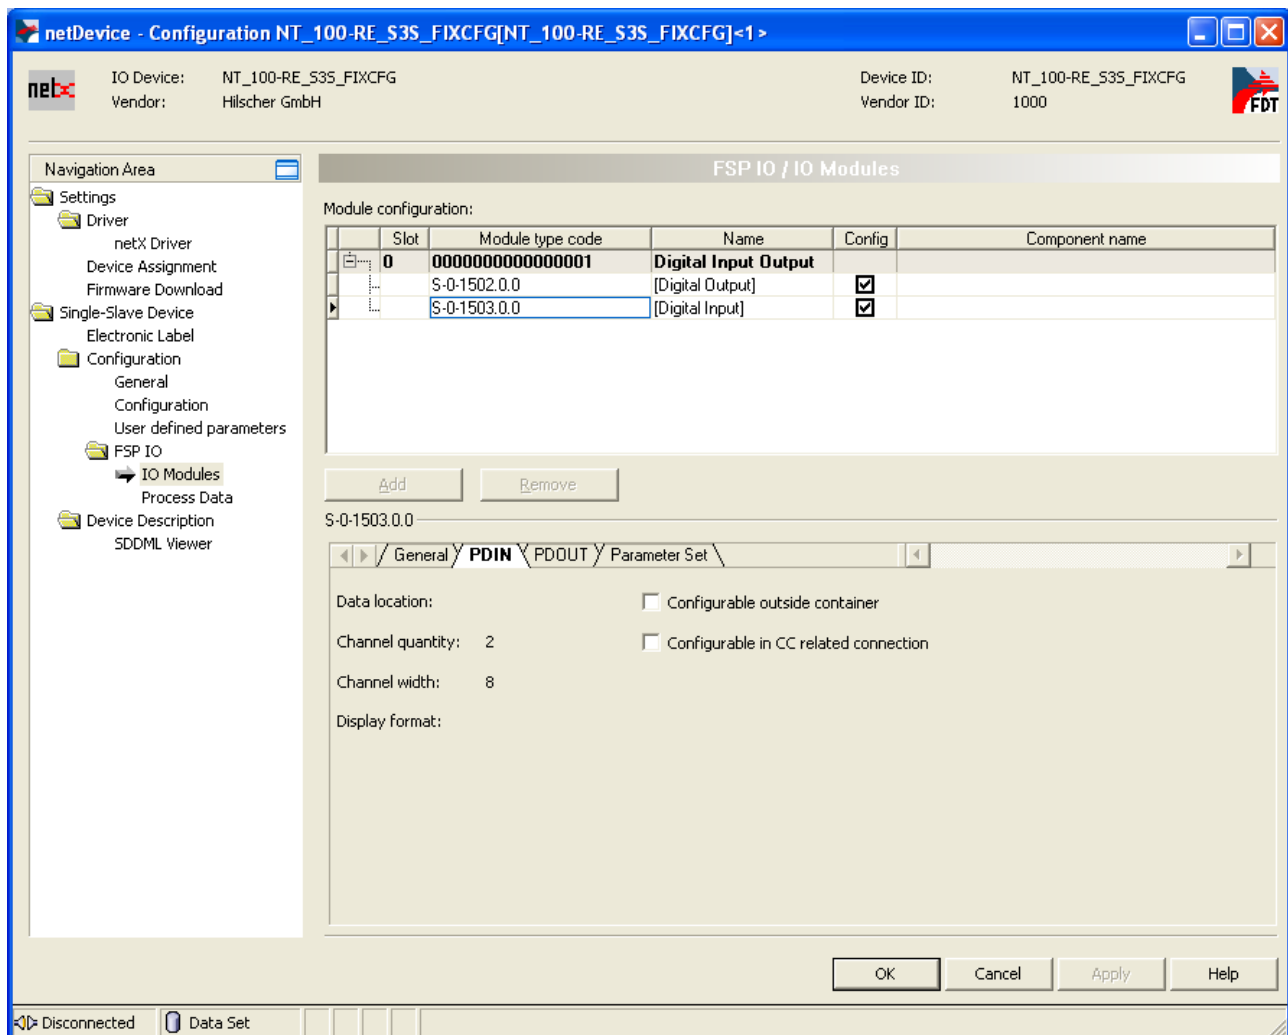 netDevice - Configuration NT_100-RE_S3S_FIXCFG[NT_100-RE_S3S_FIXCFG]<1>
netx
IO Device: NT_100-RE_S3S_FIXCFG Device ID: NT_100-RE_S3S_FIXCFG
Vendor: Hilscher GmbH Vendor ID: 1000
FDT
Navigation Area
Settings
Driver
netX Driver
Device Assignment
Firmware Download
Single-Slave Device
Electronic Label
Configuration
General
Configuration
User defined parameters
FSP IO
IO Modules
Process Data
Device Description
SDDML Viewer
FSP IO / IO Modules
Module configuration:
Slot Module type code Name Config Component name
0 0000000000000001 Digital Input Output
S-0-1502.0.0 [Digital Output]
S-0-1503.0.0 [Digital Input]
Add Remove
S-0-1503.0.0
General PDIN PDOUT Parameter Set
Data location: Configurable outside container
Channel quantity: 2 Configurable in CC related connection
Channel width: 8
Display format:
OK Cancel Apply Help
Disconnected Data Set